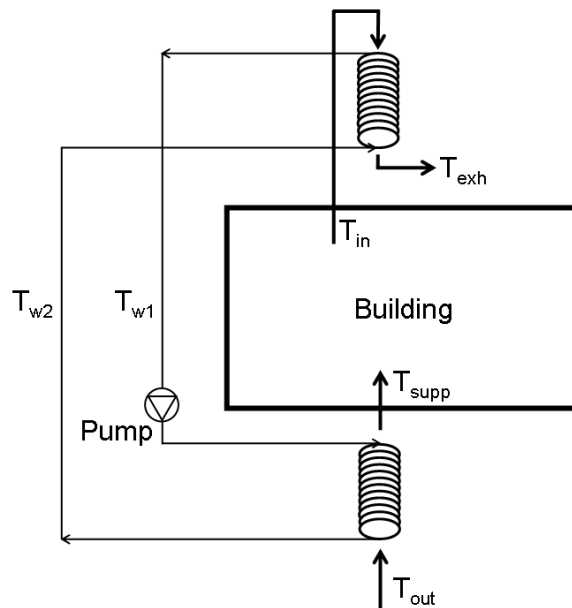 T_exh
T_in
T_w2
T_w1
Building
T_supp
Pump
T_out